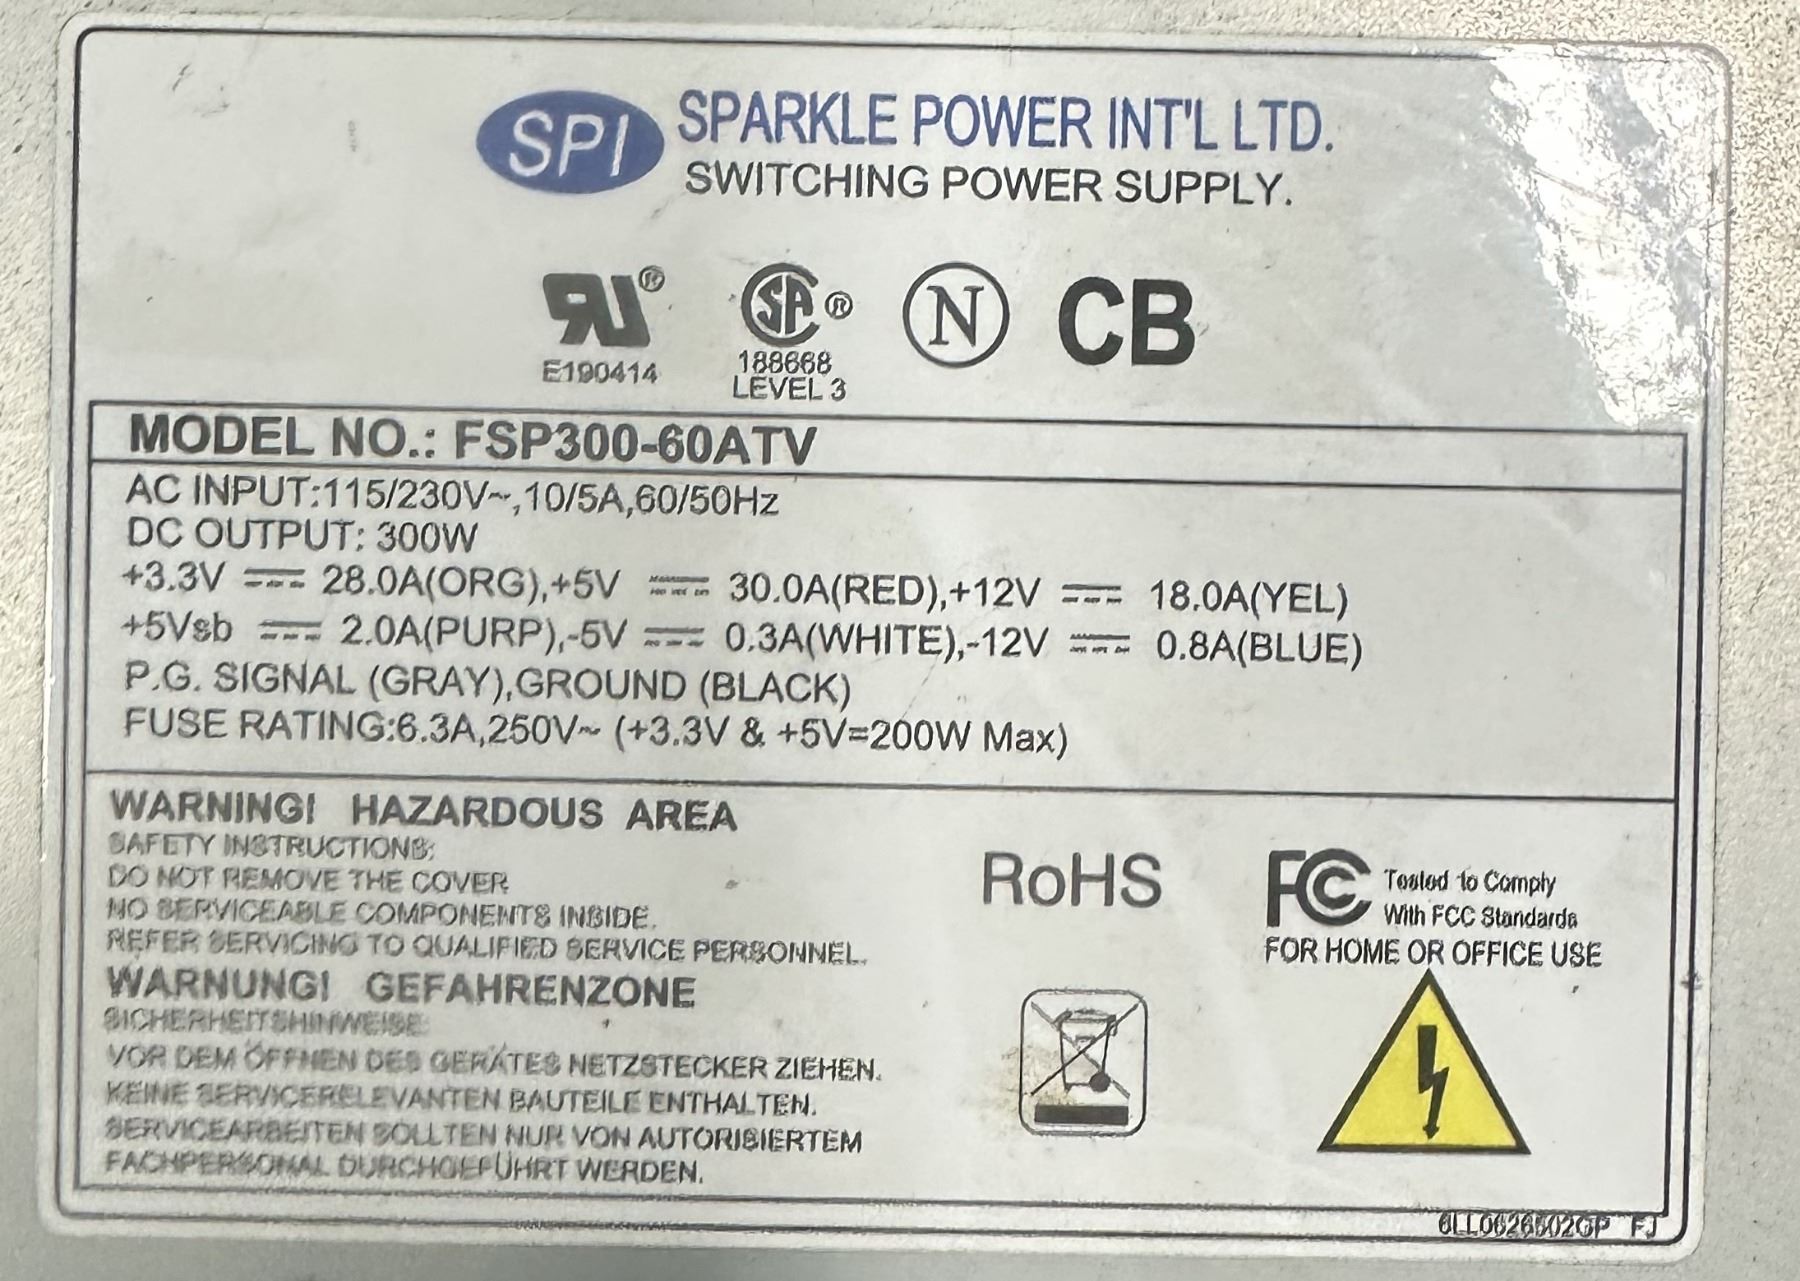 SPI SPARKLE POWER INT'L LTD.
SWITCHING POWER SUPPLY.
E190414
188668
LEVEL 3
N CB
MODEL NO.: FSP300-60ATV
AC INPUT:115/230V~,10/5A,60/50Hz
DC OUTPUT: 300W
+3.3V ⎓ 28.0A(ORG),+5V ⎓ 30.0A(RED),+12V ⎓ 18.0A(YEL)
+5Vsb ⎓ 2.0A(PURP),-5V ⎓ 0.3A(WHITE),-12V ⎓ 0.8A(BLUE)
P.G. SIGNAL (GRAY),GROUND (BLACK)
FUSE RATING:6.3A,250V~ (+3.3V & +5V=200W Max)
WARNING! HAZARDOUS AREA
SAFETY INSTRUCTIONS:
DO NOT REMOVE THE COVER
NO SERVICEABLE COMPONENTS INSIDE.
REFER SERVICING TO QUALIFIED SERVICE PERSONNEL.
WARNUNG! GEFAHRENZONE
SICHERHEITSHINWEISE
VOR DEM ÖFFNEN DES GERÄTES NETZSTECKER ZIEHEN.
KEINE SERVICERELEVANTEN BAUTEILE ENTHALTEN.
SERVICEARBEITEN SOLLTEN NUR VON AUTORISIERTEM
FACHPERSONAL DURCHGEFÜHRT WERDEN.
RoHS
FC Tested to Comply
With FCC Standards
FOR HOME OR OFFICE USE
FJ